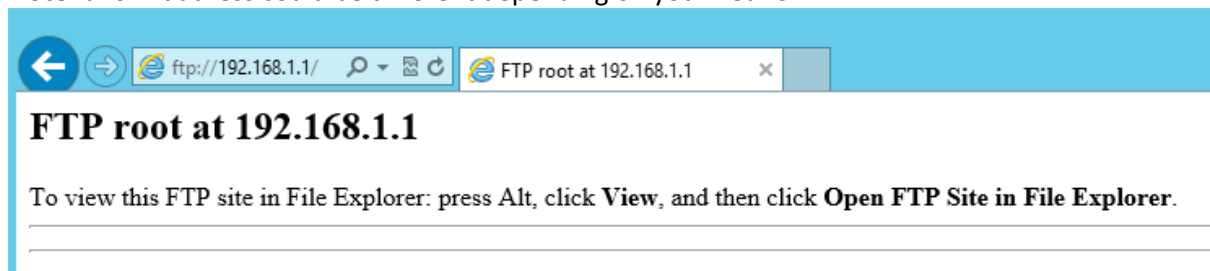 ftp://192.168.1.1/
FTP root at 192.168.1.1
FTP root at 192.168.1.1
To view this FTP site in File Explorer: press Alt, click View, and then click Open FTP Site in File Explorer.